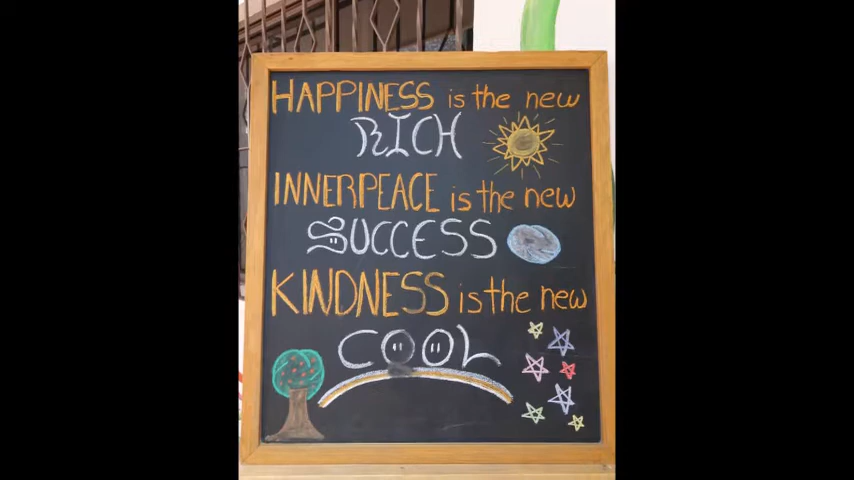 HAPPINESS is the new
RICH
INNERPEACE is the new
SUCCESS
KINDNESS is the new
COOL